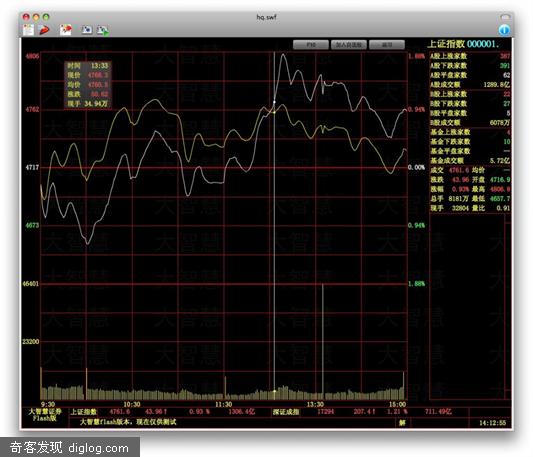 hq.swf
F10 加入自选股 返回
上证指数 000001.
4806
4762
4717
4673
46401
23200
时间 13:33
现价 4768.3
均价 4760.5
涨跌 50.62
现手 34.94万
1.88%
0.94%
0.00%
0.94%
1.88%
A股上涨家数 387
A股下跌家数 391
A股平盘家数 62
A股成交额 1289.8亿
B股上涨家数 22
B股下跌家数 27
B股平盘家数 5
B股成交额 6078万
基金上涨家数 4
基金下跌家数 10
基金平盘家数 —
基金成交额 5.72亿
成交 4761.6 均价 —
涨跌 43.96 开盘 4716.9
涨幅 0.93% 最高 4806.8
总手 8181万 最低 4657.7
现手 32804 量比 0.91
9:30 10:30 11:30 13:30 15:00
大智慧证券 Flash版
上证指数 4761.6 43.96↑ 0.93 % 1306.4亿 深证成指 17294 207.4↑ 1.21 % 711.49亿
大智慧flash版本，现在仅供测试
解 14:12:55
大智慧
奇客发现 diglog.com